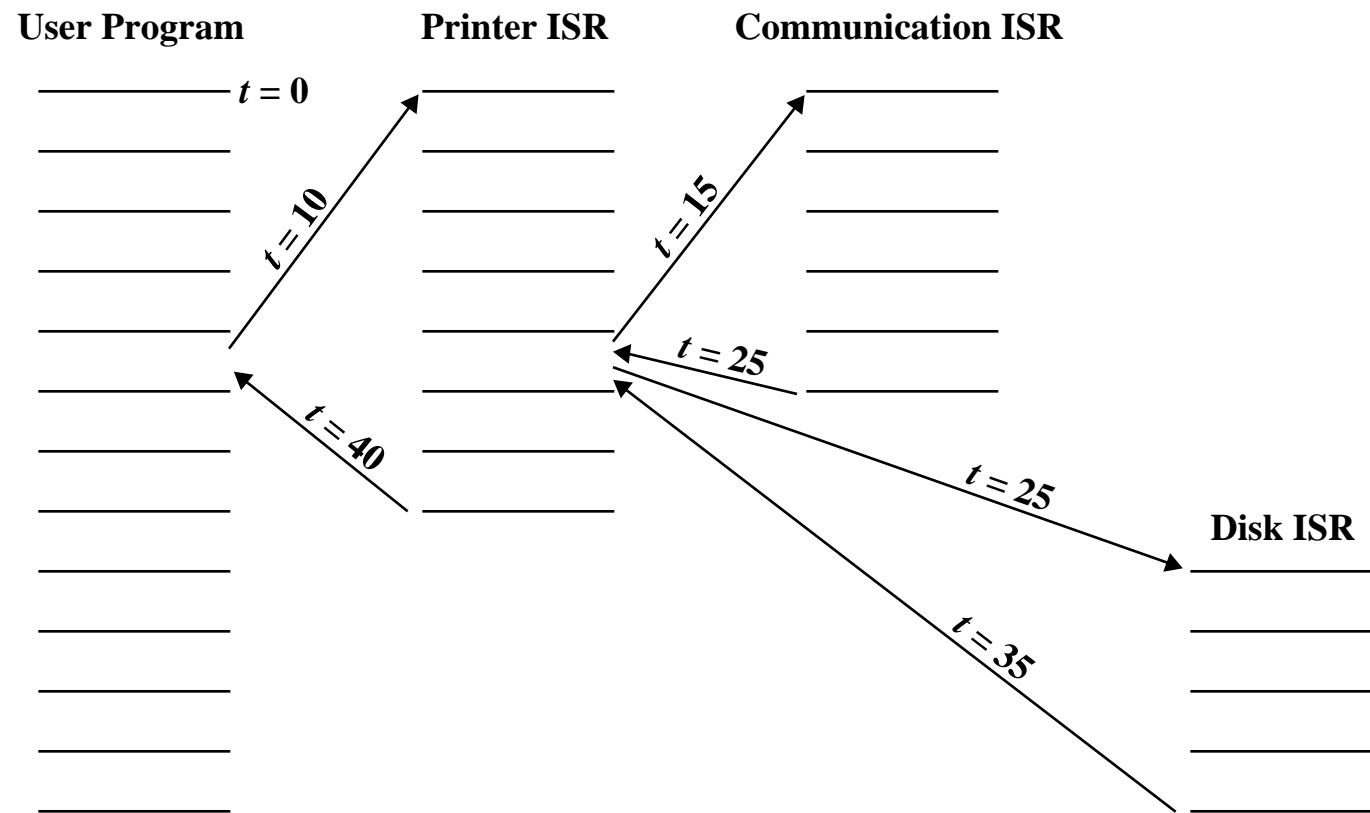 User Program
Printer ISR
Communication ISR
t = 0
t = 10
t = 15
t = 25
t = 40
t = 25
Disk ISR
t = 35